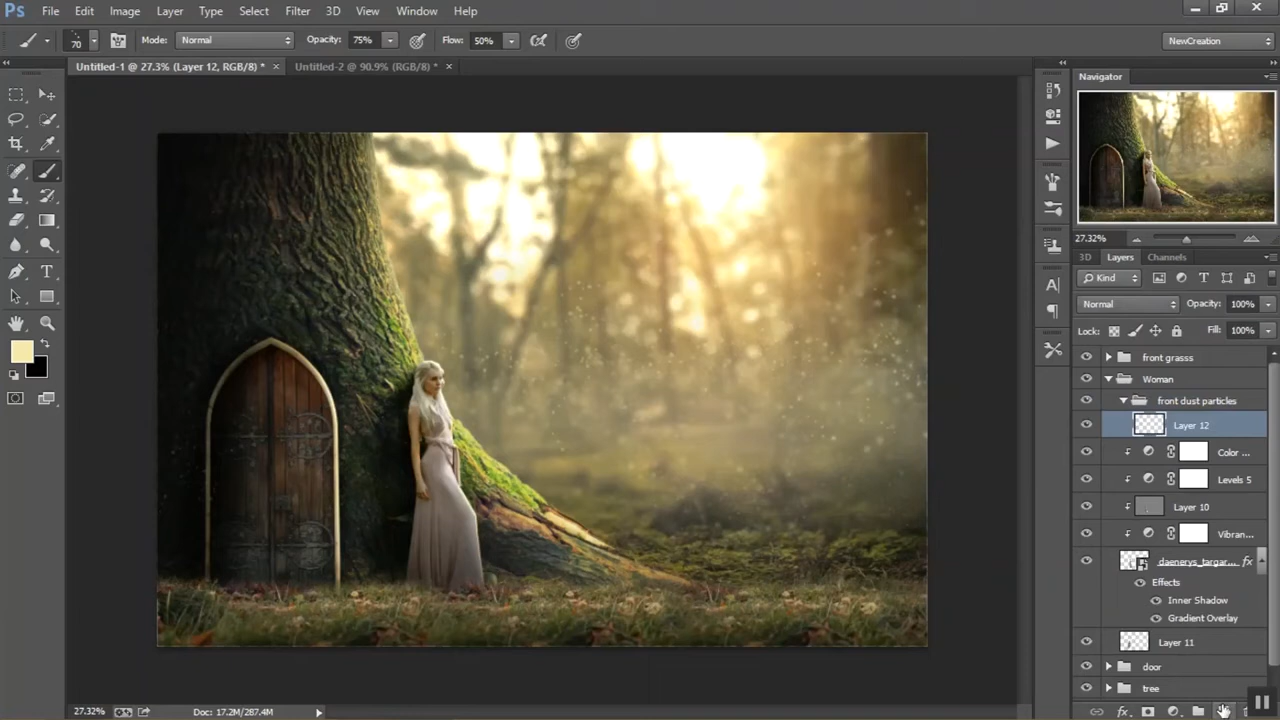 Ps File Edit Image Layer Type Select Filter 3D View Window Help
70 Mode: Normal Opacity: 75% Flow: 50% NewCreation
Untitled-1 @ 27.3% (Layer 12, RGB/8) * × Untitled-2 @ 90.9% (RGB/8) * ×
Navigator
27.32%
3D Layers Channels
Kind
Normal Opacity: 100%
Lock: Fill: 100%
front grasss
Woman
front dust particles
Layer 12
Color ...
Levels 5
Layer 10
Vibran...
daenerys_targar... fx
Effects
Inner Shadow
Gradient Overlay
Layer 11
door
tree
27.32% Doc: 17.2M/287.4M